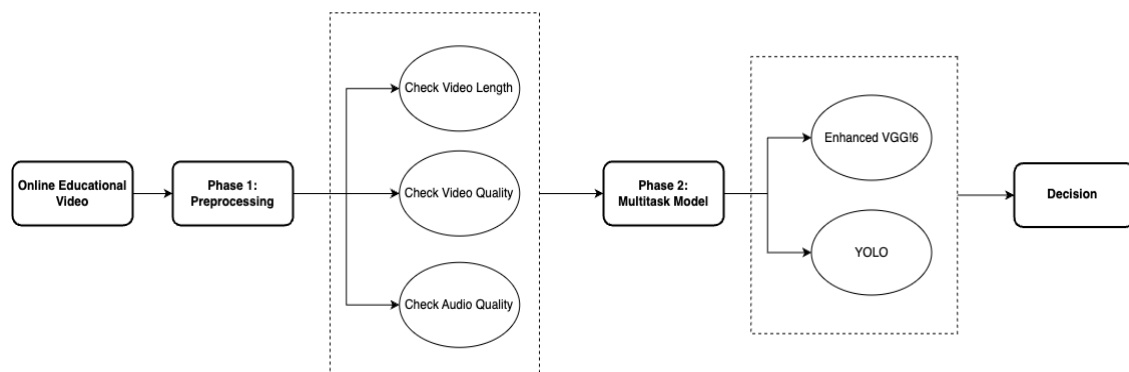 Online Educational
Video
Phase 1:
Preprocessing
Check Video Length
Check Video Quality
Check Audio Quality
Phase 2:
Multitask Model
Enhanced VGG!6
YOLO
Decision